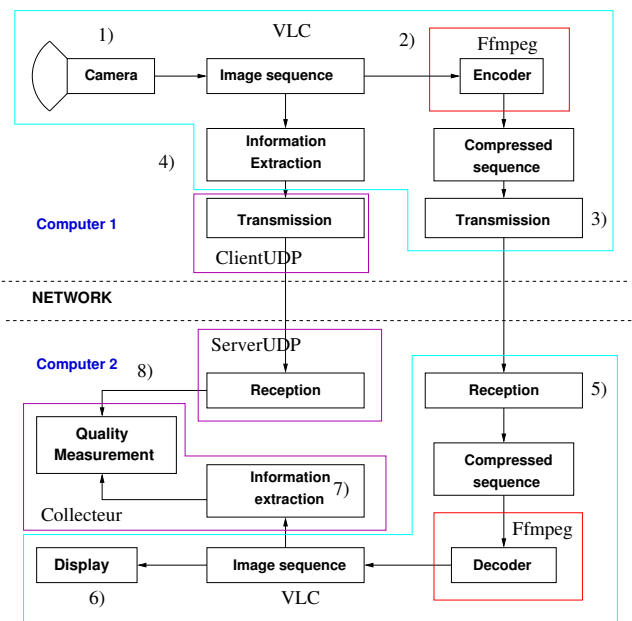 VLC
1)
2)
Ffmpeg
Camera
Image sequence
Encoder
4)
Information
Extraction
Compressed
sequence
Computer 1
Transmission
Transmission
3)
ClientUDP
NETWORK
Computer 2
8)
ServerUDP
Reception
Reception
5)
Quality
Measurement
Information
extraction
7)
Compressed
sequence
Collecteur
Ffmpeg
Display
Image sequence
Decoder
6)
VLC